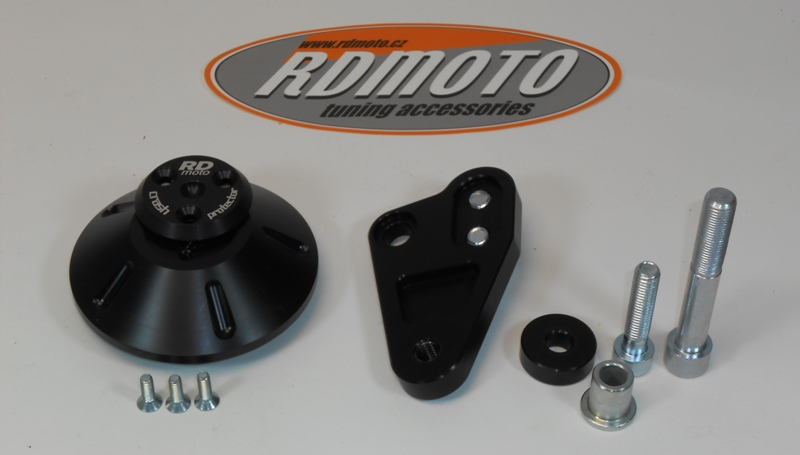 www.rdmoto.cz
RDMOTO
tuning accessories
RD
moto
crash
protector